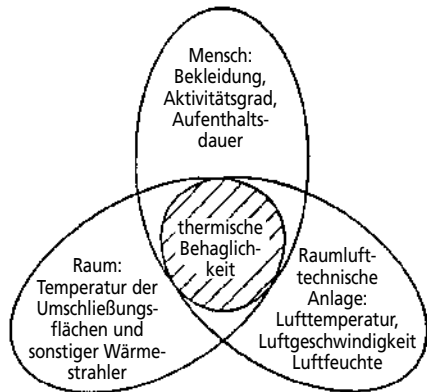 Mensch:
Bekleidung,
Aktivitätsgrad,
Aufenthalts-
dauer
thermische
Behaglich-
keit
Raum:
Temperatur der
Umschließungs-
flächen und
sonstiger Wärme-
strahler
Raumluft-
technische
Anlage:
Lufttemperatur,
Luftgeschwindigkeit
Luftfeuchte